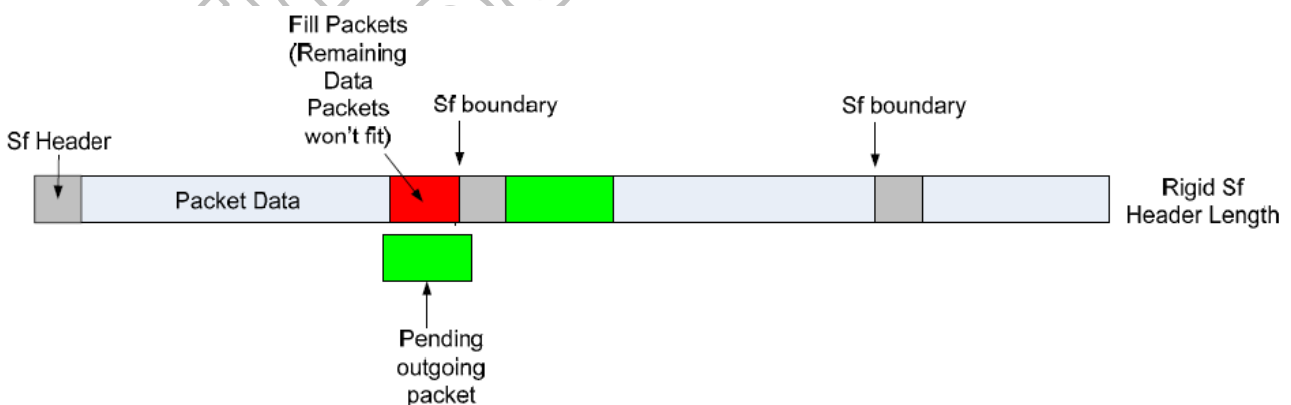 Fill Packets
(Remaining
Data
Packets
won't fit)
Sf boundary
Sf boundary
Sf Header
Packet Data
Rigid Sf
Header Length
Pending
outgoing
packet